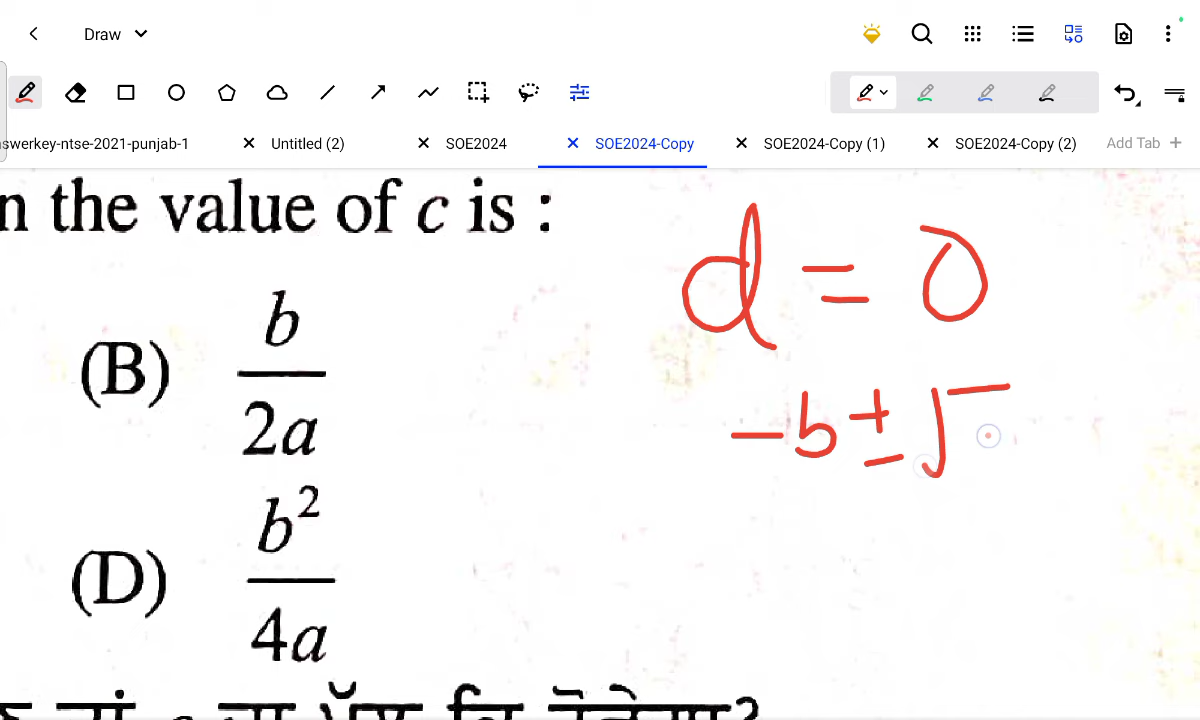 Draw
swerkey-ntse-2021-punjab-1 Untitled (2) SOE2024 SOE2024-Copy SOE2024-Copy (1) SOE2024-Copy (2) Add Tab +
n the value of c is :
d = 0
(B) b/2a
-b ± √
(D) b²/4a